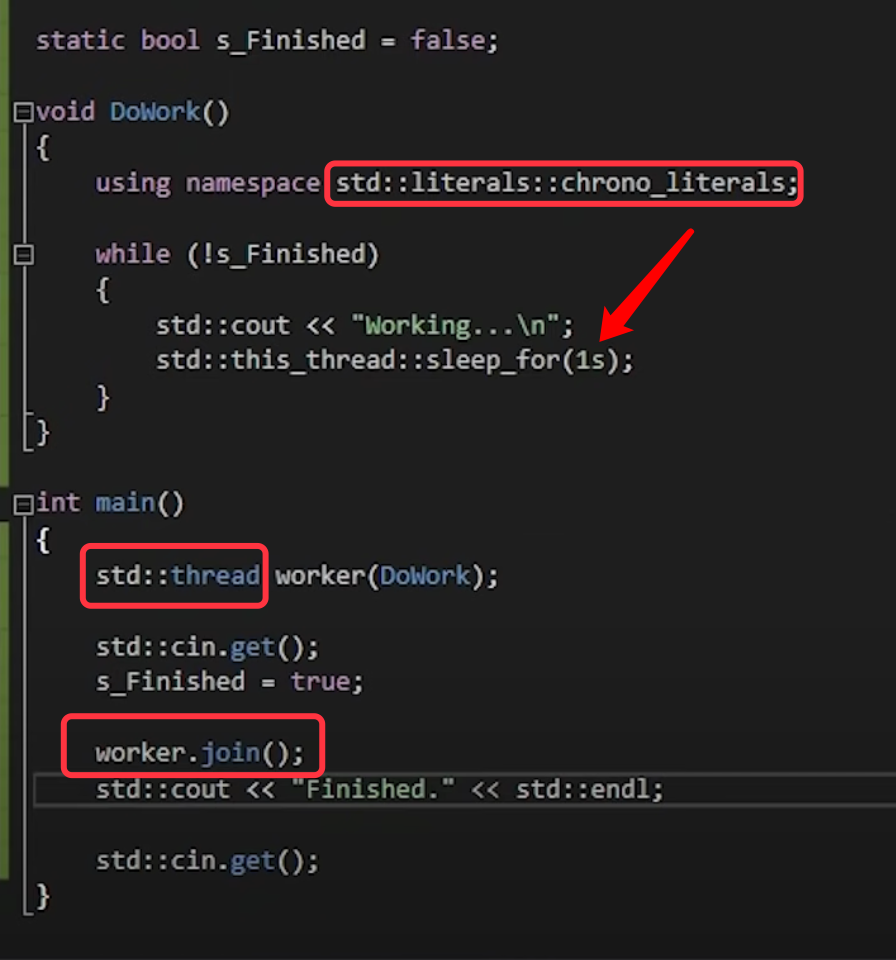 static bool s_Finished = false;
void DoWork()
{
using namespace std::literals::chrono_literals;
while (!s_Finished)
{
std::cout << "Working...\n";
std::this_thread::sleep_for(1s);
}
}
int main()
{
std::thread worker(DoWork);
std::cin.get();
s_Finished = true;
worker.join();
std::cout << "Finished." << std::endl;
std::cin.get();
}